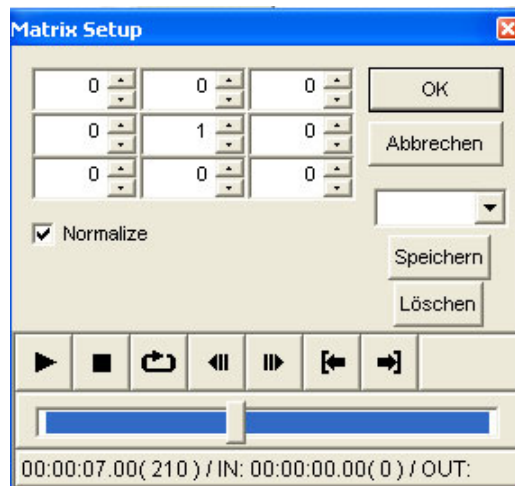 Matrix Setup
0 0 0
0 1 0
0 0 0
OK
Abbrechen
Normalize
Speichern
Löschen
00:00:07.00( 210 ) / IN: 00:00:00.00( 0 ) / OUT: